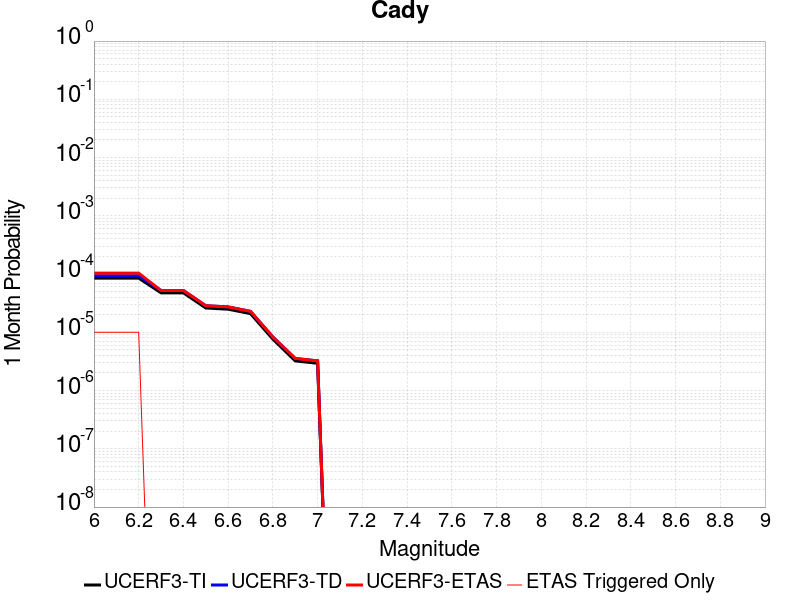 Cady
10 0
10 -1
10 -2
10 -3
10 -4
10 -5
10 -6
10 -7
10 -8
1 Month Probability
6 6.2 6.4 6.6 6.8 7 7.2 7.4 7.6 7.8 8 8.2 8.4 8.6 8.8 9
Magnitude
UCERF3-TI UCERF3-TD UCERF3-ETAS ETAS Triggered Only